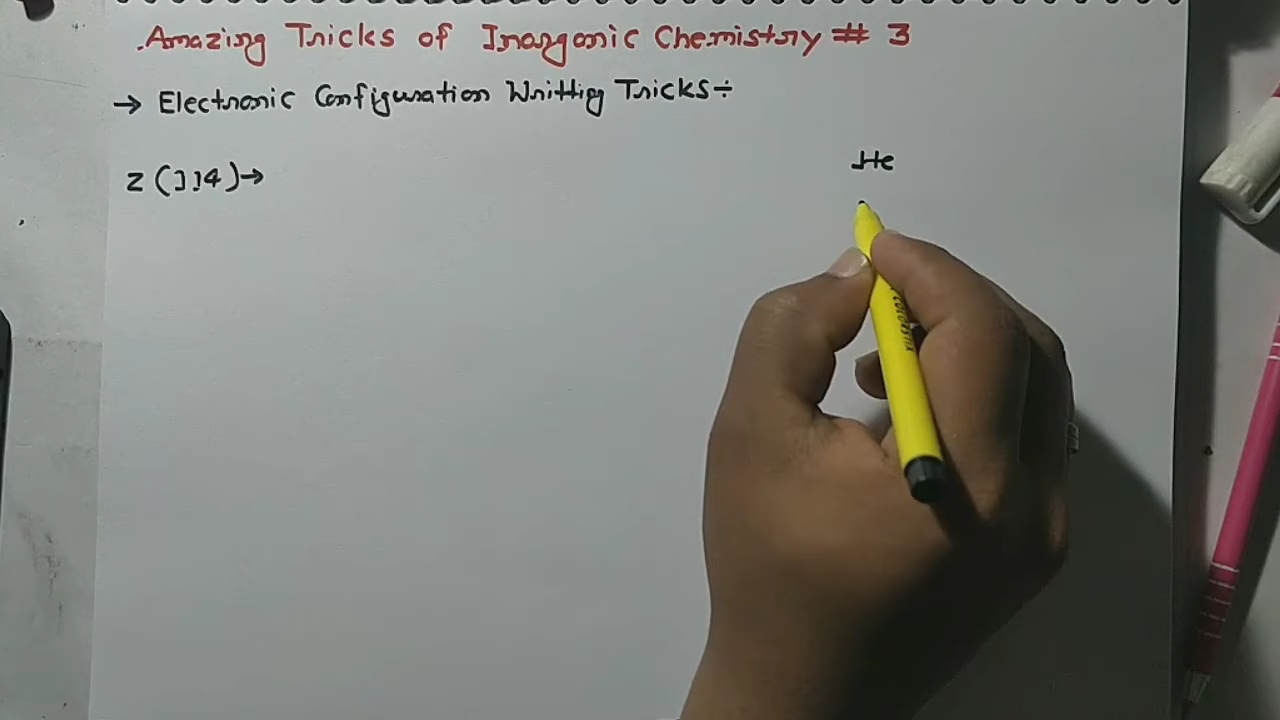 Amazing Tricks of Inorganic Chemistry # 3
→ Electronic Configuration Writting Tricks÷
Z (114)→
He